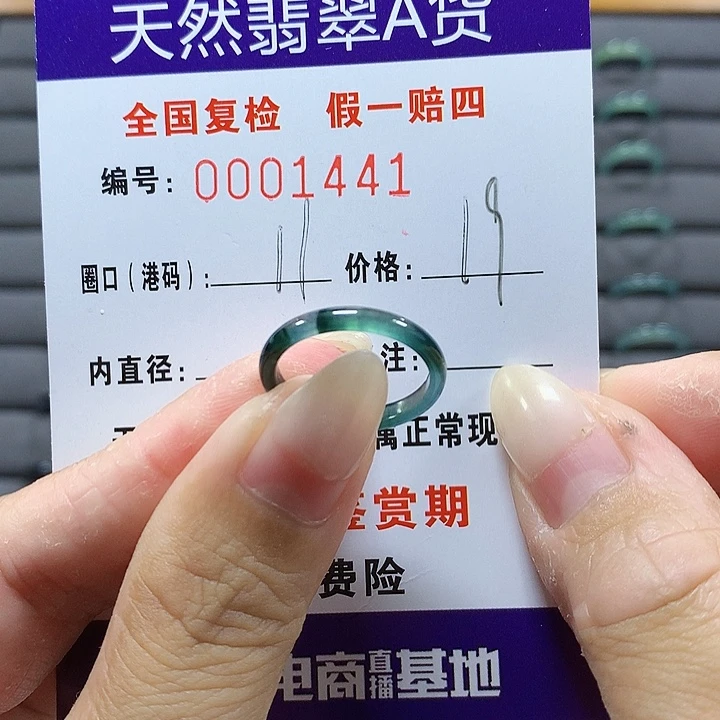 天然翡翠A货
全国复检 假一赔四
编号: 0001441
圈口(港码): 11 价格: 19
内直径: 注:
属正常现
鉴赏期
费险
电商直播基地